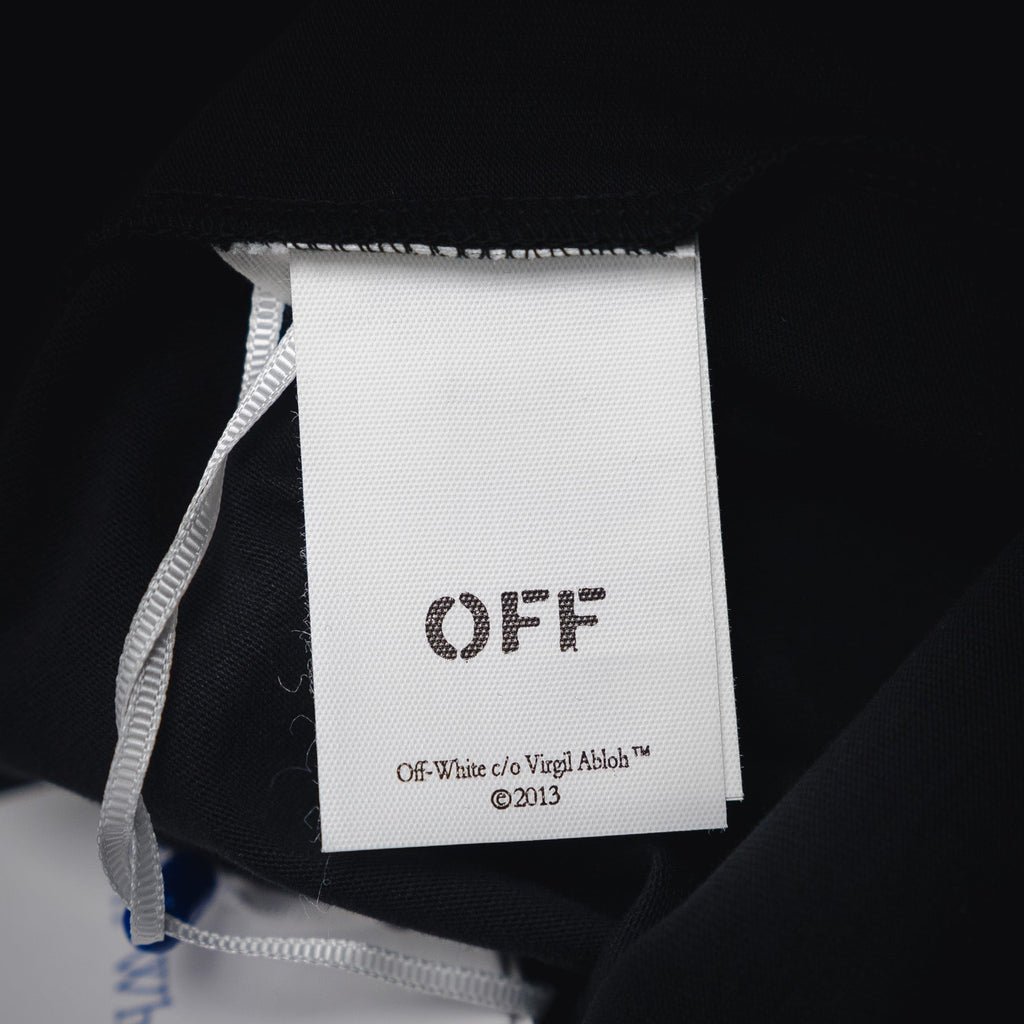 OFF
Off-White c/o Virgil Abloh™
©2013